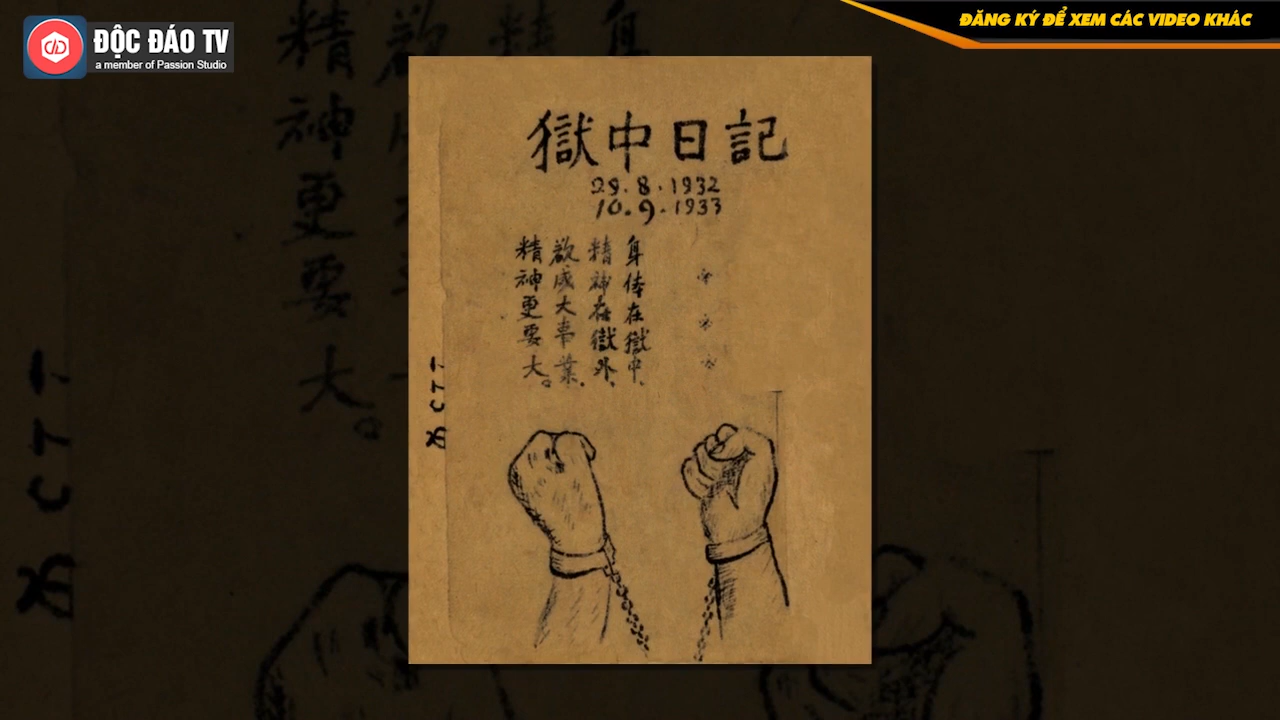 ĐỘC ĐÁO TV
a member of Passion Studio
ĐĂNG KÝ ĐỂ XEM CÁC VIDEO KHÁC
獄中日記
29.8.1932
10.9.1933
身体在獄中.
精神在獄外.
欲成大事業.
精神更要大。